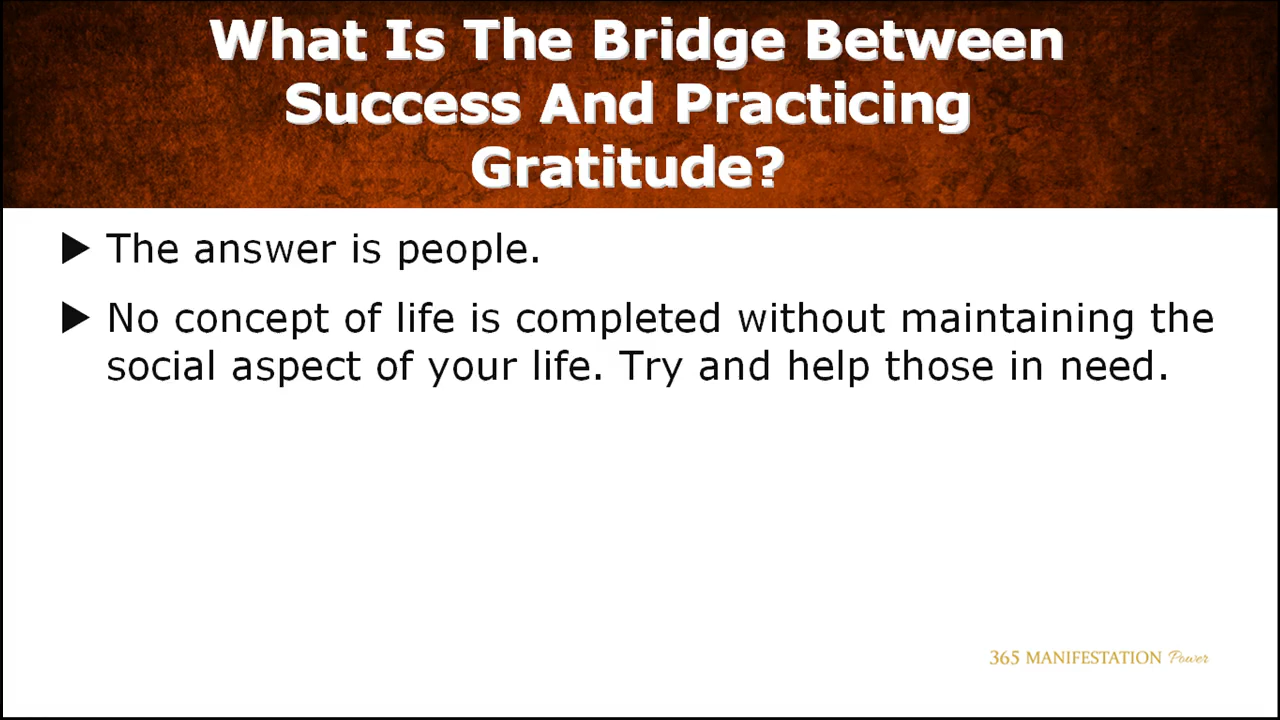 What Is The Bridge Between
Success And Practicing
Gratitude?
▶ The answer is people.
▶ No concept of life is completed without maintaining the
social aspect of your life. Try and help those in need.
365 MANIFESTATION Power